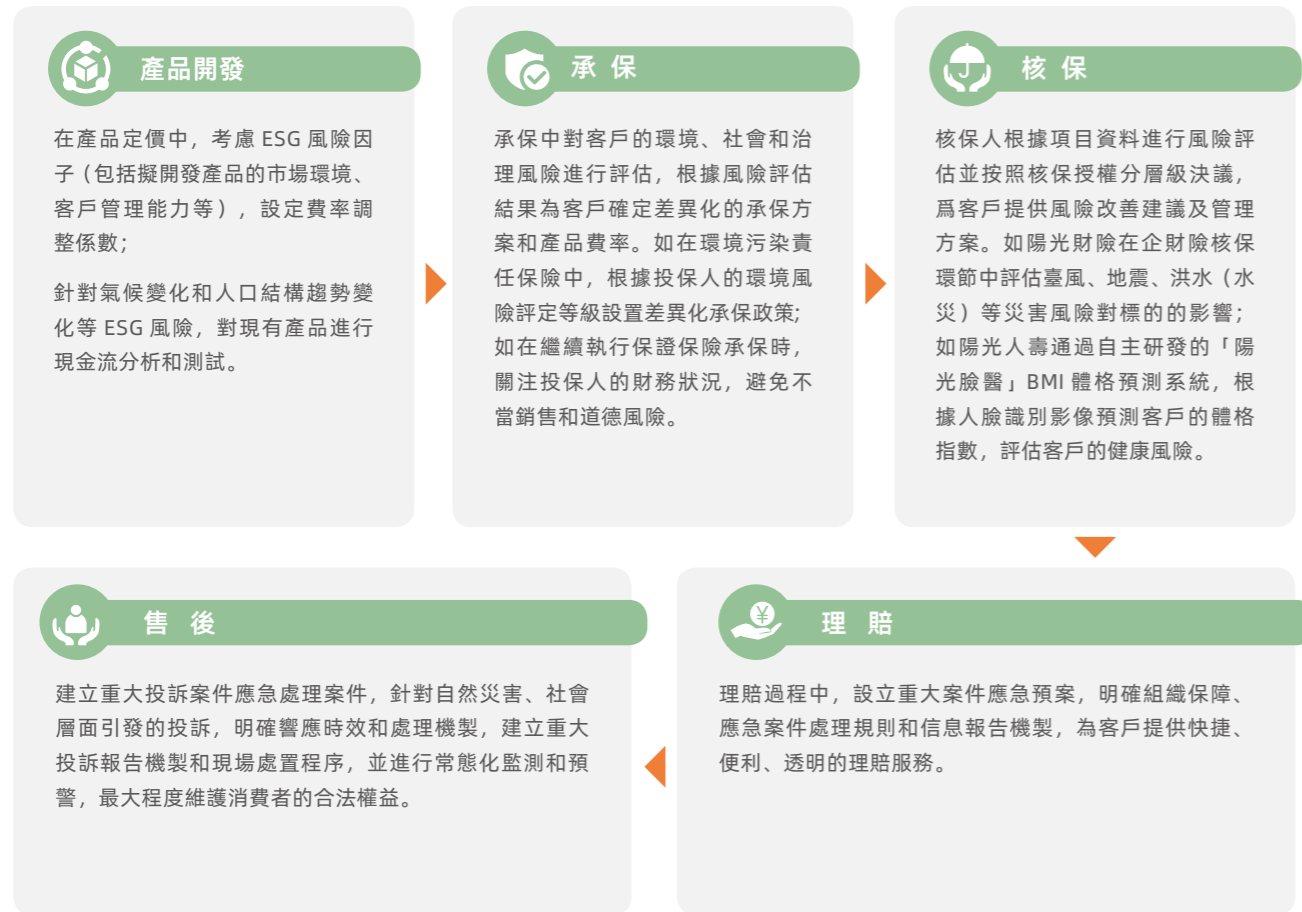 產品開發
在產品定價中，考慮 ESG 風險因
子（包括擬開發產品的市場環境、
客戶管理能力等），設定費率調
整係數；
針對氣候變化和人口結構趨勢變
化等 ESG 風險，對現有產品進行
現金流分析和測試。
承 保
承保中對客戶的環境、社會和治
理風險進行評估，根據風險評估
結果為客戶確定差異化的承保方
案和產品費率。如在環境污染責
任保險中，根據投保人的環境風
險評定等級設置差異化承保政策；
如在繼續執行保證保險承保時，
關注投保人的財務狀況，避免不
當銷售和道德風險。
核 保
核保人根據項目資料進行風險評
估並按照核保授權分層級決議，
爲客戶提供風險改善建議及管理
方案。如陽光財險在企財險核保
環節中評估臺風、地震、洪水（水
災）等災害風險對標的的影響；
如陽光人壽通過自主研發的「陽
光臉醫」BMI 體格預測系統，根
據人臉識別影像預測客戶的體格
指數，評估客戶的健康風險。
售 後
建立重大投訴案件應急處理案件，針對自然災害、社會
層面引發的投訴，明確響應時效和處理機製，建立重大
投訴報告機製和現場處置程序，並進行常態化監測和預
警，最大程度維護消費者的合法權益。
理 賠
理賠過程中，設立重大案件應急預案，明確組織保障、
應急案件處理規則和信息報告機製，為客戶提供快捷、
便利、透明的理賠服務。